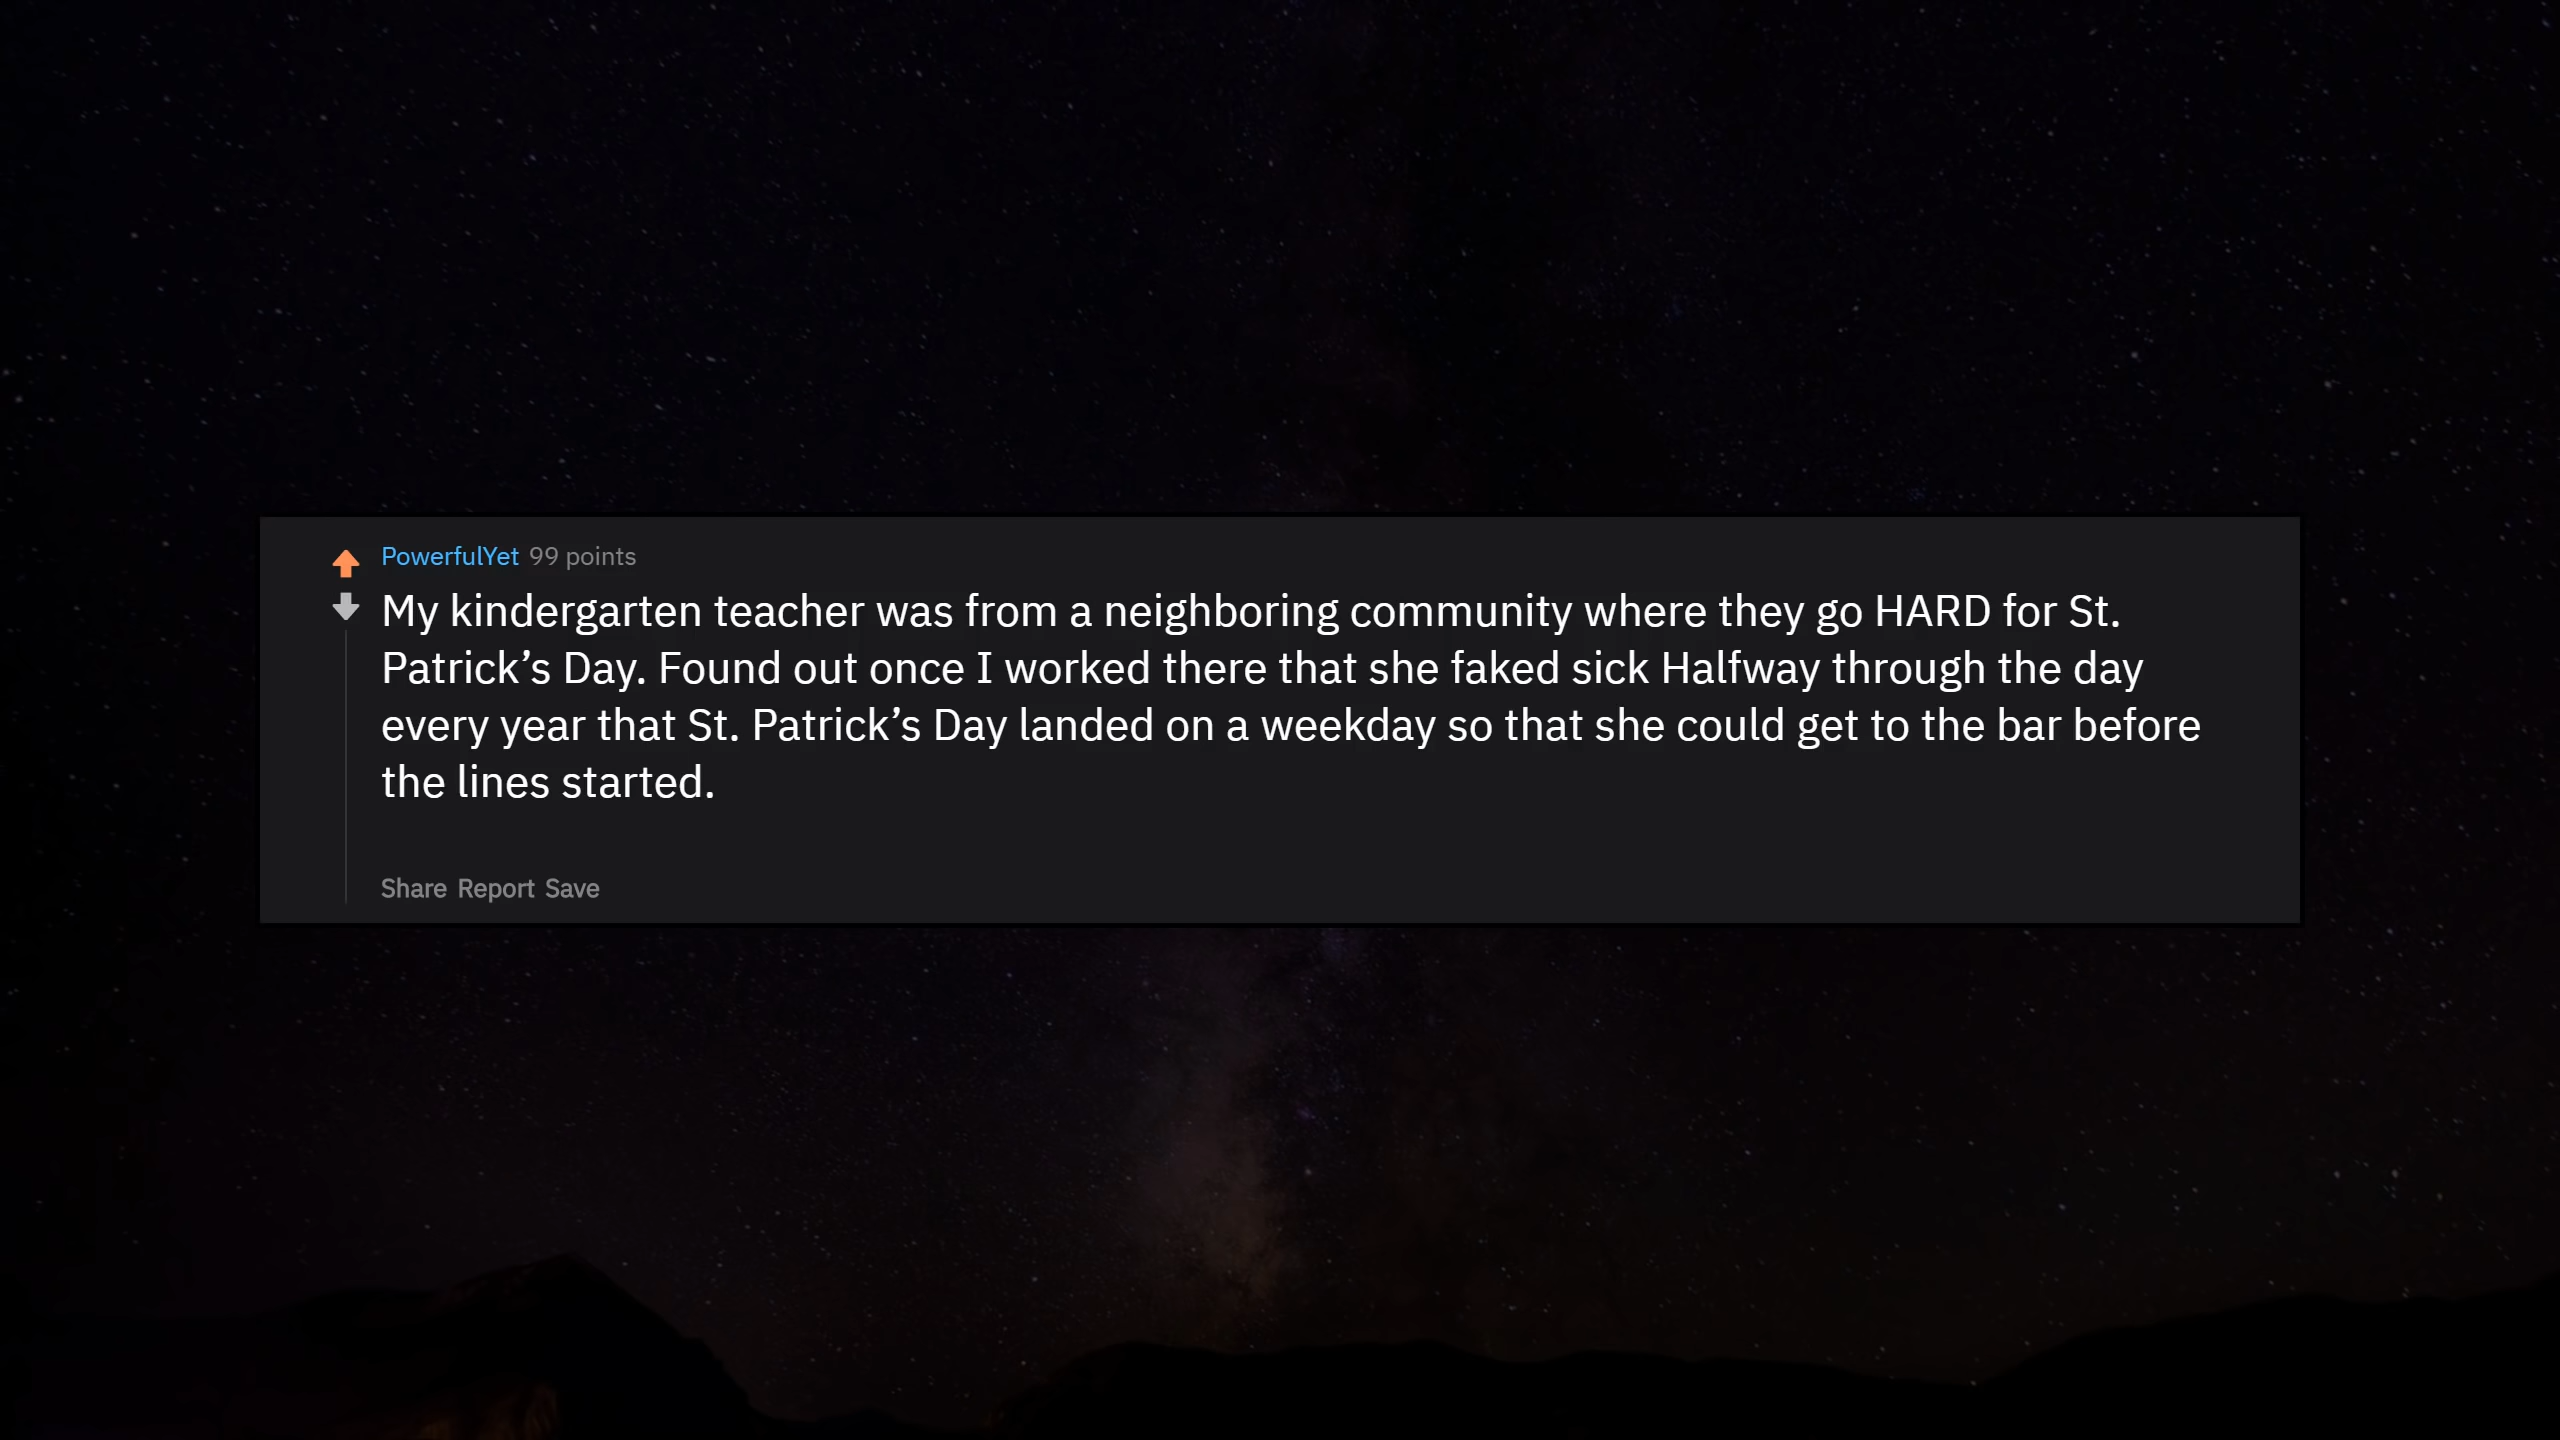 PowerfulYet 99 points
My kindergarten teacher was from a neighboring community where they go HARD for St.
Patrick’s Day. Found out once I worked there that she faked sick Halfway through the day
every year that St. Patrick’s Day landed on a weekday so that she could get to the bar before
the lines started.
Share Report Save